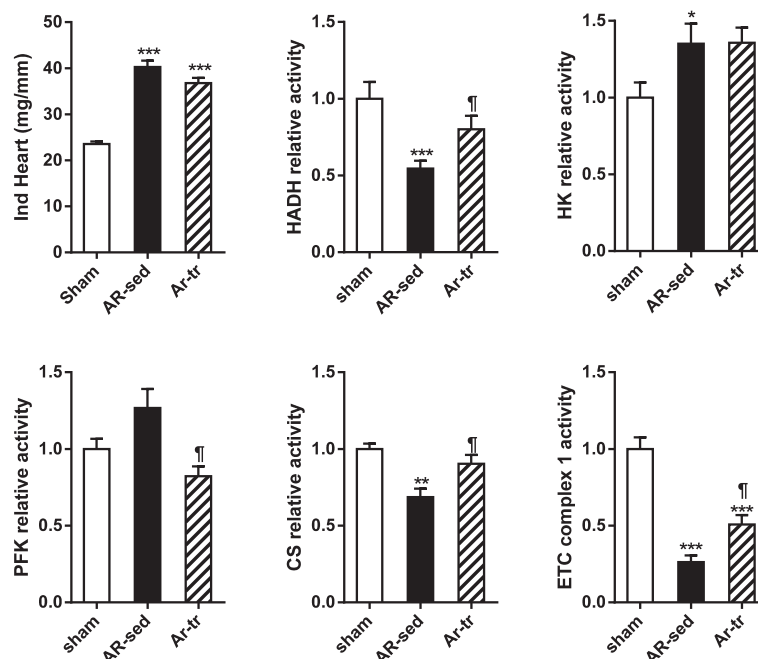 Ind Heart (mg/mm)
50
40
30
20
10
0
***
***
Sham
AR-sed
Ar-tr
HADH relative activity
1.5
1.0
0.5
0.0
***
¶
sham
AR-sed
Ar-tr
HK relative activity
1.5
1.0
0.5
0.0
*
sham
AR-sed
Ar-tr
PFK relative activity
1.5
1.0
0.5
0.0
¶
sham
AR-sed
Ar-tr
CS relative activity
1.5
1.0
0.5
0.0
**
¶
sham
AR-sed
Ar-tr
ETC complex 1 activity
1.5
1.0
0.5
0.0
***
¶
***
sham
AR-sed
Ar-tr